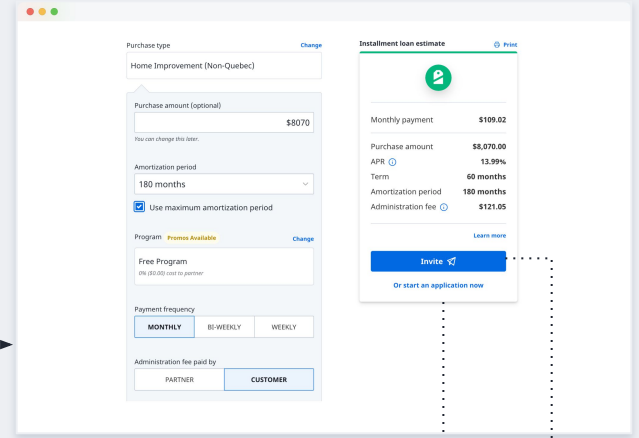 Purchase type
Change
Home Improvement (Non-Quebec)
Purchase amount (optional)
$8070
You can change this later.
Amortization period
180 months
Use maximum amortization period
Program Promos Available Change
Free Program
0% ($0.00) cost to partner
Payment frequency
MONTHLY BI-WEEKLY WEEKLY
Administration fee paid by
PARTNER CUSTOMER
Installment loan estimate Print
Monthly payment $109.02
Purchase amount $8,070.00
APR 13.99%
Term 60 months
Amortization period 180 months
Administration fee $121.05
Learn more
Invite
Or start an application now